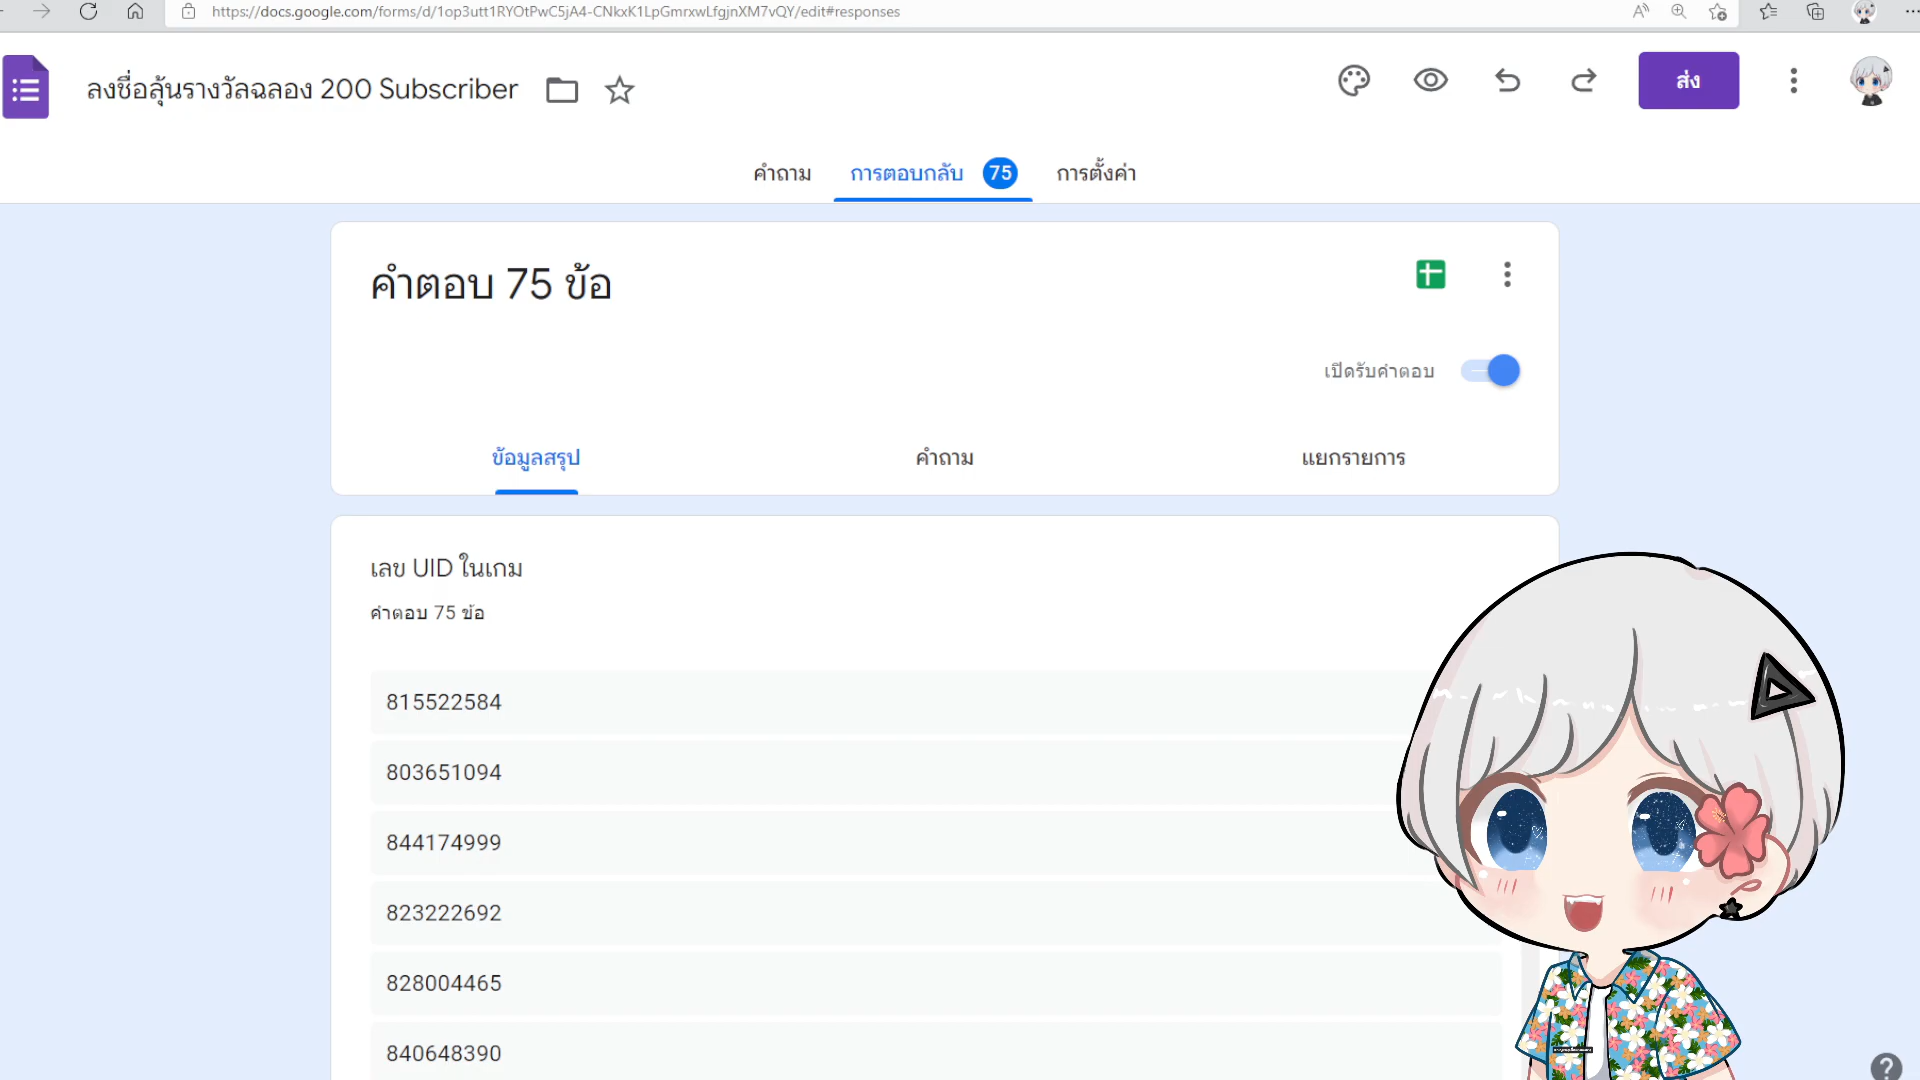 https://docs.google.com/forms/d/1op3utt1RYOtPwC5jA4-CNkxK1LpGmrxwLfgjnXM7vQY/edit#responses
ลงชื่อลุ้นรางวัลฉลอง 200 Subscriber
ส่ง
คำถาม การตอบกลับ 75 การตั้งค่า
คำตอบ 75 ข้อ
เปิดรับคำตอบ
ข้อมูลสรุป คำถาม แยกรายการ
เลข UID ในเกม
คำตอบ 75 ข้อ
815522584
803651094
844174999
823222692
828004465
840648390